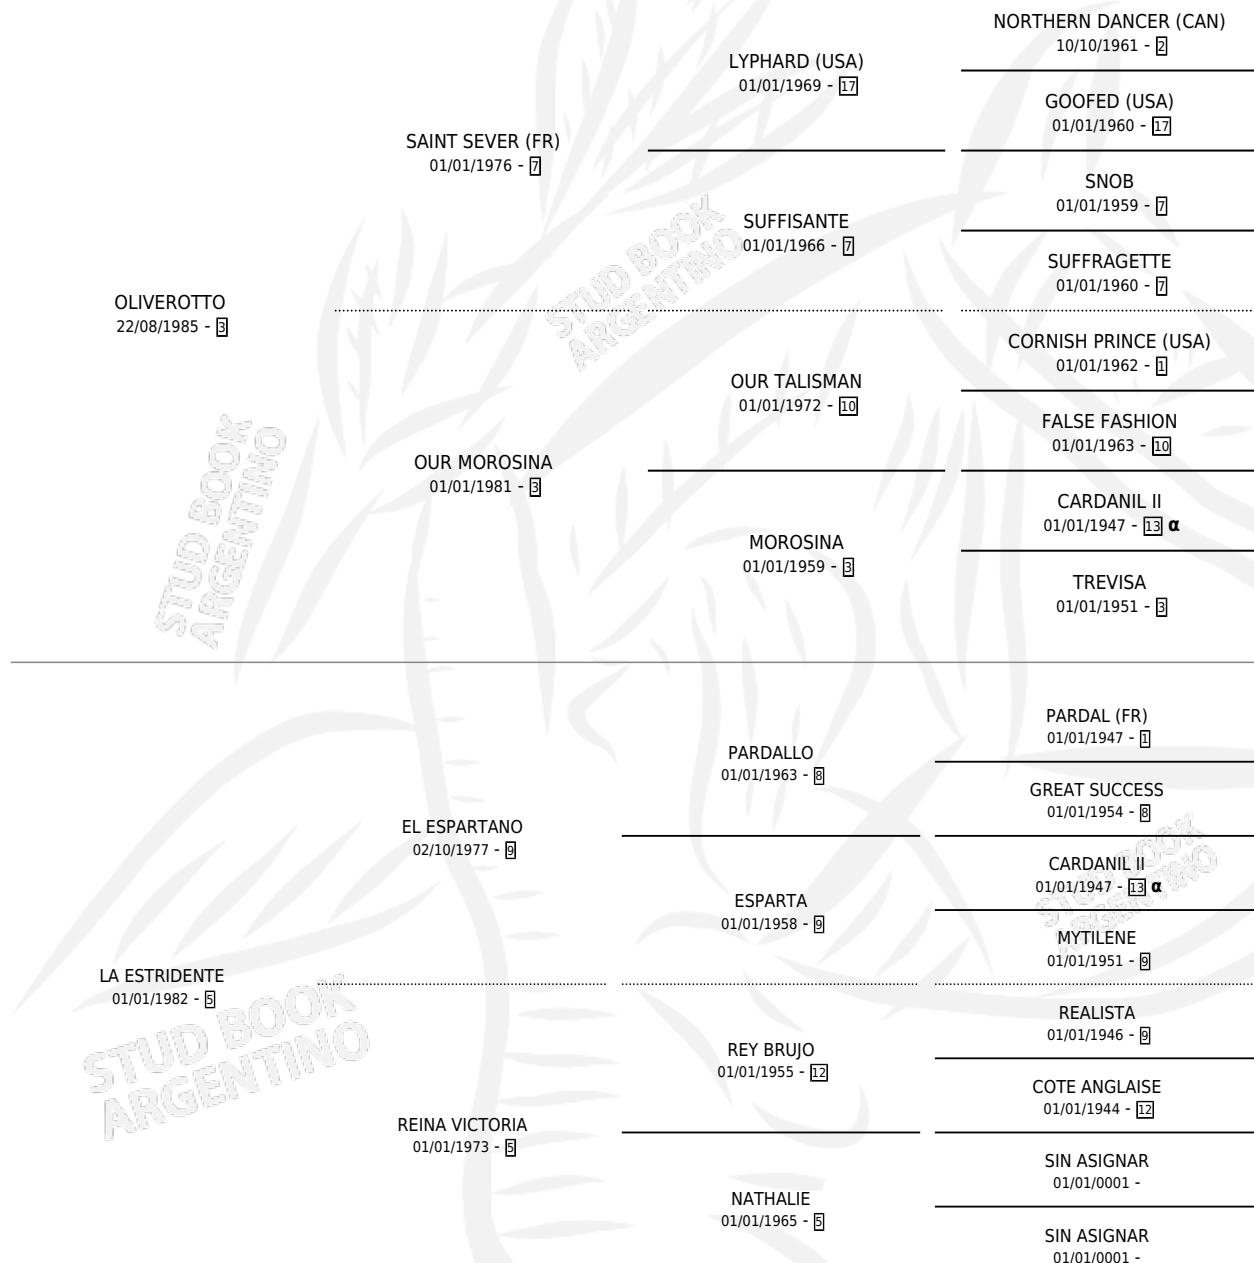 NORTHERN DANCER (CAN)
10/10/1961 - 2
LYPHARD (USA)
01/01/1969 - 17
GOOFED (USA)
01/01/1960 - 17
SAINT SEVER (FR)
01/01/1976 - 7
SNOB
01/01/1959 - 7
SUFFISANTE
01/01/1966 - 7
SUFFRAGETTE
01/01/1960 - 7
OLIVEROTTO
22/08/1985 - 3
CORNISH PRINCE (USA)
01/01/1962 - 1
OUR TALISMAN
01/01/1972 - 10
FALSE FASHION
01/01/1963 - 10
OUR MOROSINA
01/01/1981 - 3
CARDANIL II
01/01/1947 - 13 α
MOROSINA
01/01/1959 - 3
TREVISA
01/01/1951 - 3
PARDAL (FR)
01/01/1947 - 1
PARDALLO
01/01/1963 - 8
GREAT SUCCESS
01/01/1954 - 8
EL ESPARTANO
02/10/1977 - 9
CARDANIL II
01/01/1947 - 13 α
ESPARTA
01/01/1958 - 9
MYTILENE
01/01/1951 - 9
LA ESTRIDENTE
01/01/1982 - 5
REALISTA
01/01/1946 - 9
REY BRUJO
01/01/1955 - 12
COTE ANGLAISE
01/01/1944 - 12
REINA VICTORIA
01/01/1973 - 5
SIN ASIGNAR
01/01/0001 -
NATHALIE
01/01/1965 - 5
SIN ASIGNAR
01/01/0001 -
STUD BOOK
ARGENTINO
STUD BOOK
ARGENTINO
STUD BOOK
ARGENTINO
STUD BOOK
ARGENTINO